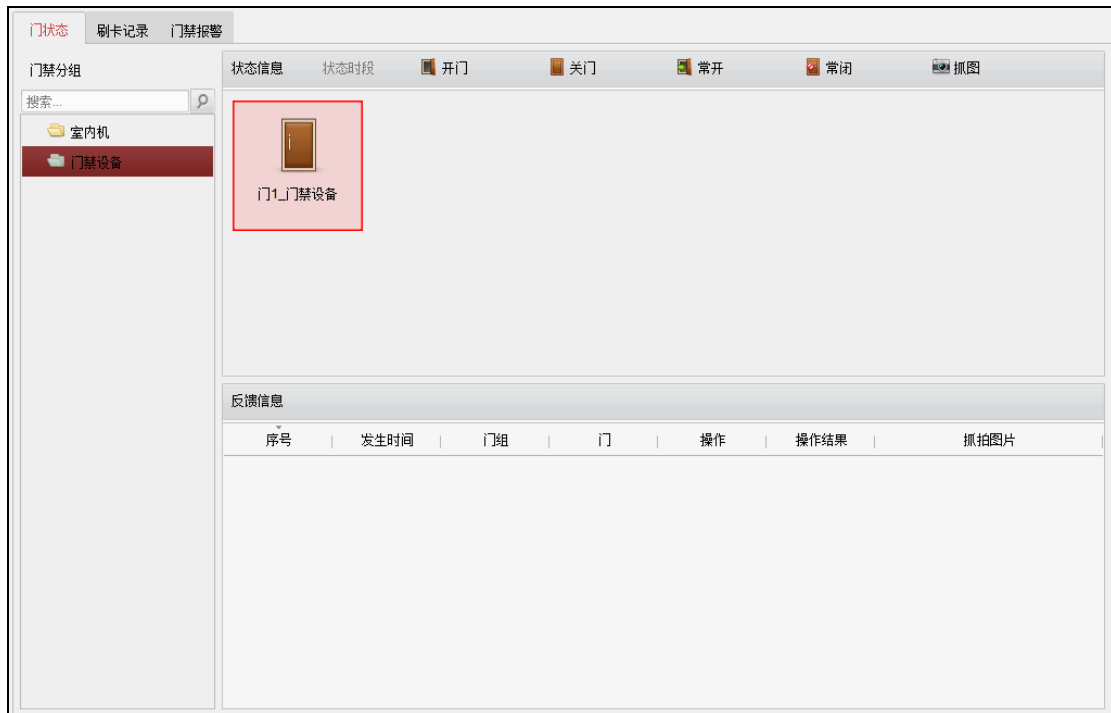 门状态 刷卡记录 门禁报警
门禁分组
搜索...
室内机
门禁设备
状态信息 状态时段 开门 关门 常开 常闭 抓图
门1_门禁设备
反馈信息
序号 发生时间 门组 门 操作 操作结果 抓拍图片